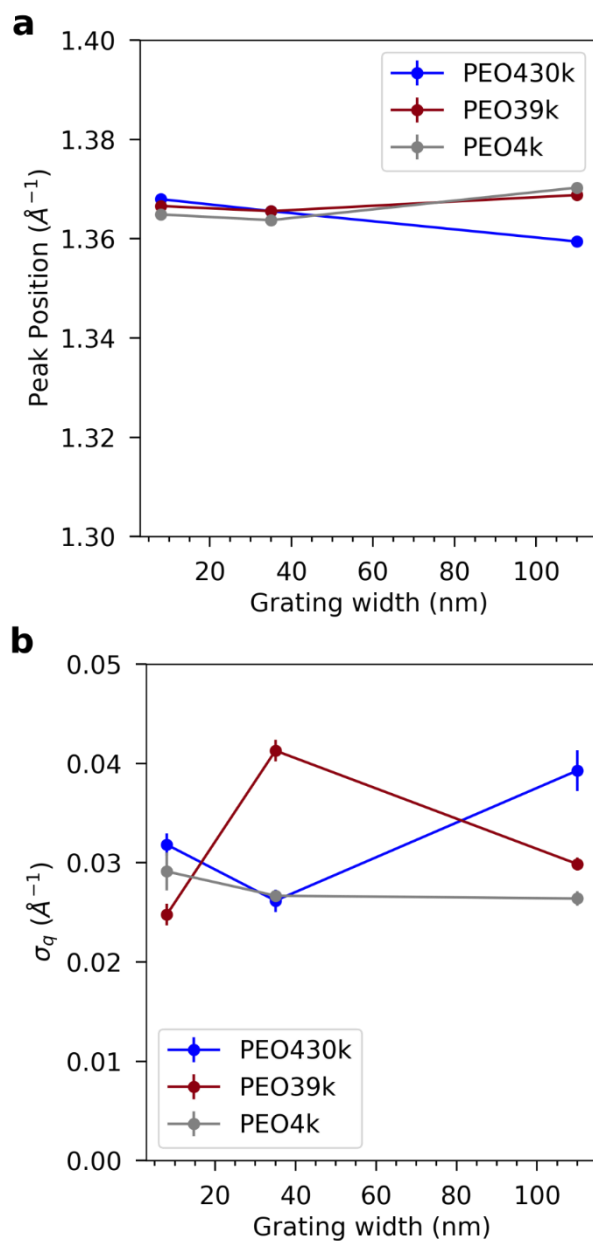 a
1.40
1.38
1.36
1.34
1.32
1.30
Peak Position (Å⁻¹)
PEO430k
PEO39k
PEO4k
20 40 60 80 100
Grating width (nm)
b
0.05
0.04
0.03
0.02
0.01
0.00
σq (Å⁻¹)
PEO430k
PEO39k
PEO4k
20 40 60 80 100
Grating width (nm)